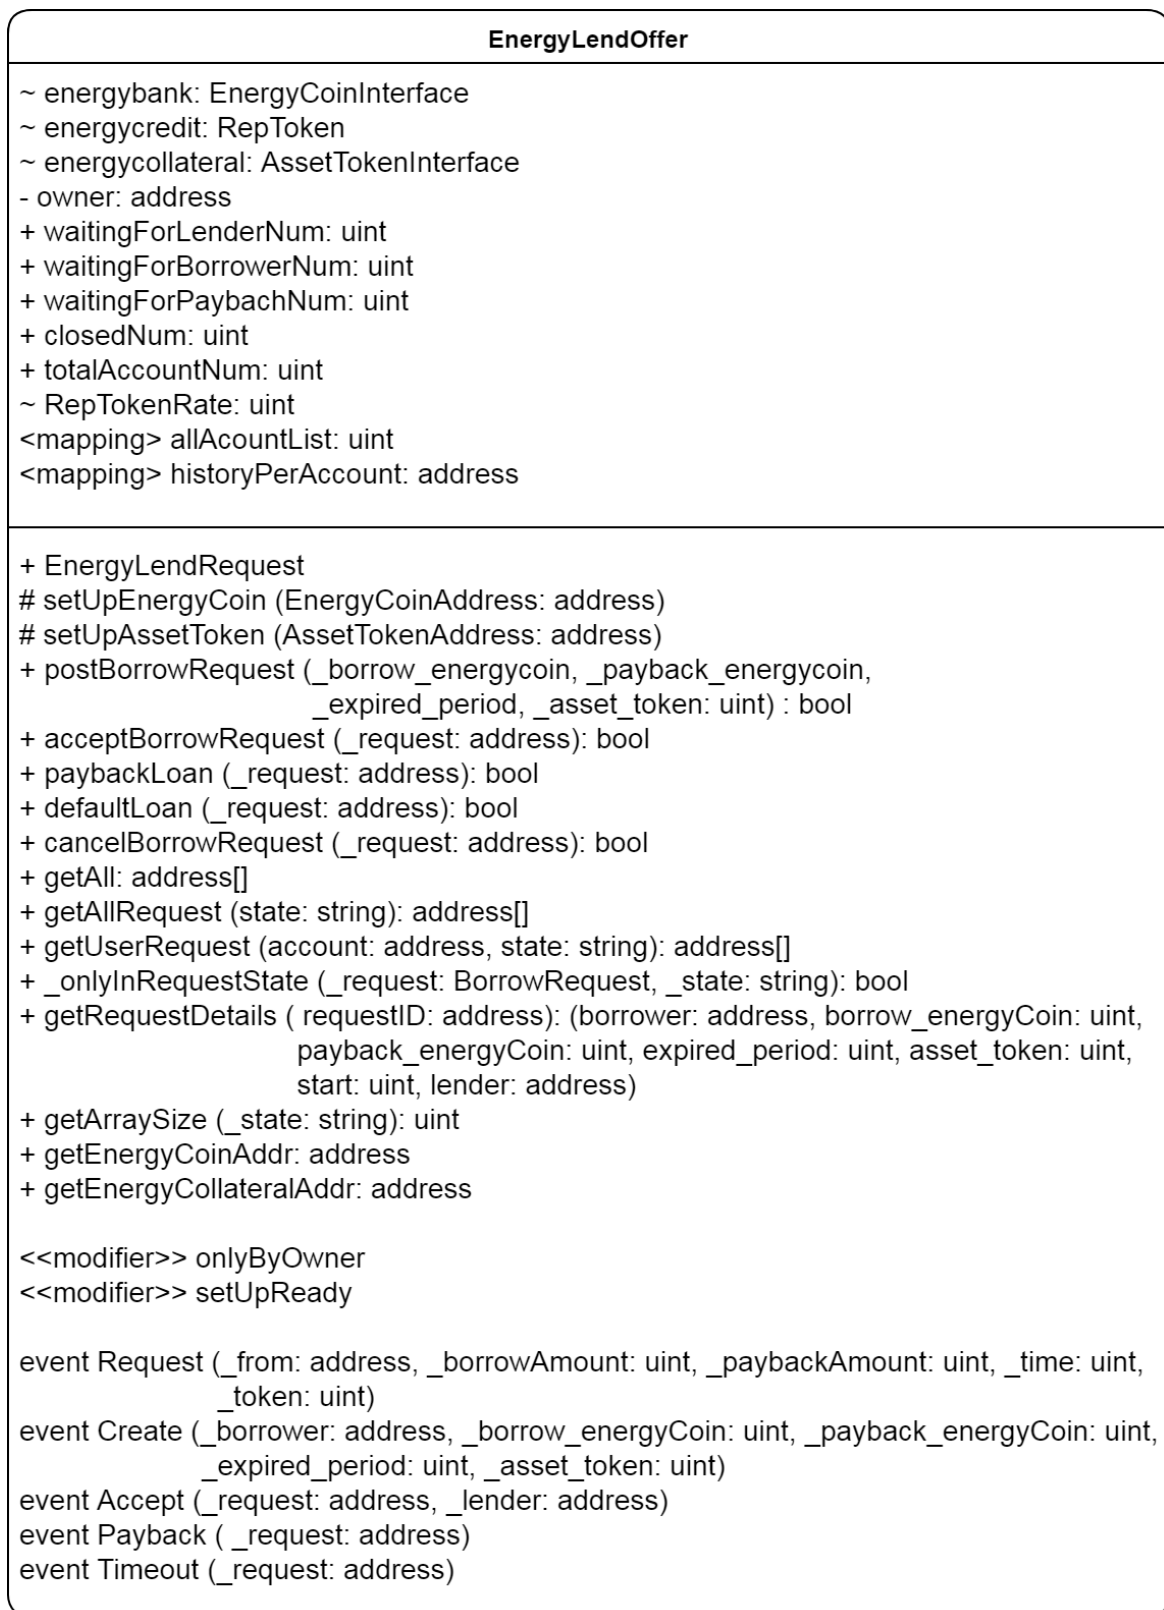 EnergyLendOffer
~ energybank: EnergyCoinInterface
~ energycredit: RepToken
~ energycollateral: AssetTokenInterface
- owner: address
+ waitingForLenderNum: uint
+ waitingForBorrowerNum: uint
+ waitingForPaybachNum: uint
+ closedNum: uint
+ totalAccountNum: uint
~ RepTokenRate: uint
<mapping> allAcountList: uint
<mapping> historyPerAccount: address
+ EnergyLendRequest
# setUpEnergyCoin (EnergyCoinAddress: address)
# setUpAssetToken (AssetTokenAddress: address)
+ postBorrowRequest (_borrow_energycoin, _payback_energycoin,
_expired_period, _asset_token: uint) : bool
+ acceptBorrowRequest (_request: address): bool
+ paybackLoan (_request: address): bool
+ defaultLoan (_request: address): bool
+ cancelBorrowRequest (_request: address): bool
+ getAll: address[]
+ getAllRequest (state: string): address[]
+ getUserRequest (account: address, state: string): address[]
+ _onlyInRequestState (_request: BorrowRequest, _state: string): bool
+ getRequestDetails ( requestID: address): (borrower: address, borrow_energyCoin: uint,
payback_energyCoin: uint, expired_period: uint, asset_token: uint,
start: uint, lender: address)
+ getArraySize (_state: string): uint
+ getEnergyCoinAddr: address
+ getEnergyCollateralAddr: address
<<modifier>> onlyByOwner
<<modifier>> setUpReady
event Request (_from: address, _borrowAmount: uint, _paybackAmount: uint, _time: uint,
_token: uint)
event Create (_borrower: address, _borrow_energyCoin: uint, _payback_energyCoin: uint,
_expired_period: uint, _asset_token: uint)
event Accept (_request: address, _lender: address)
event Payback ( _request: address)
event Timeout (_request: address)